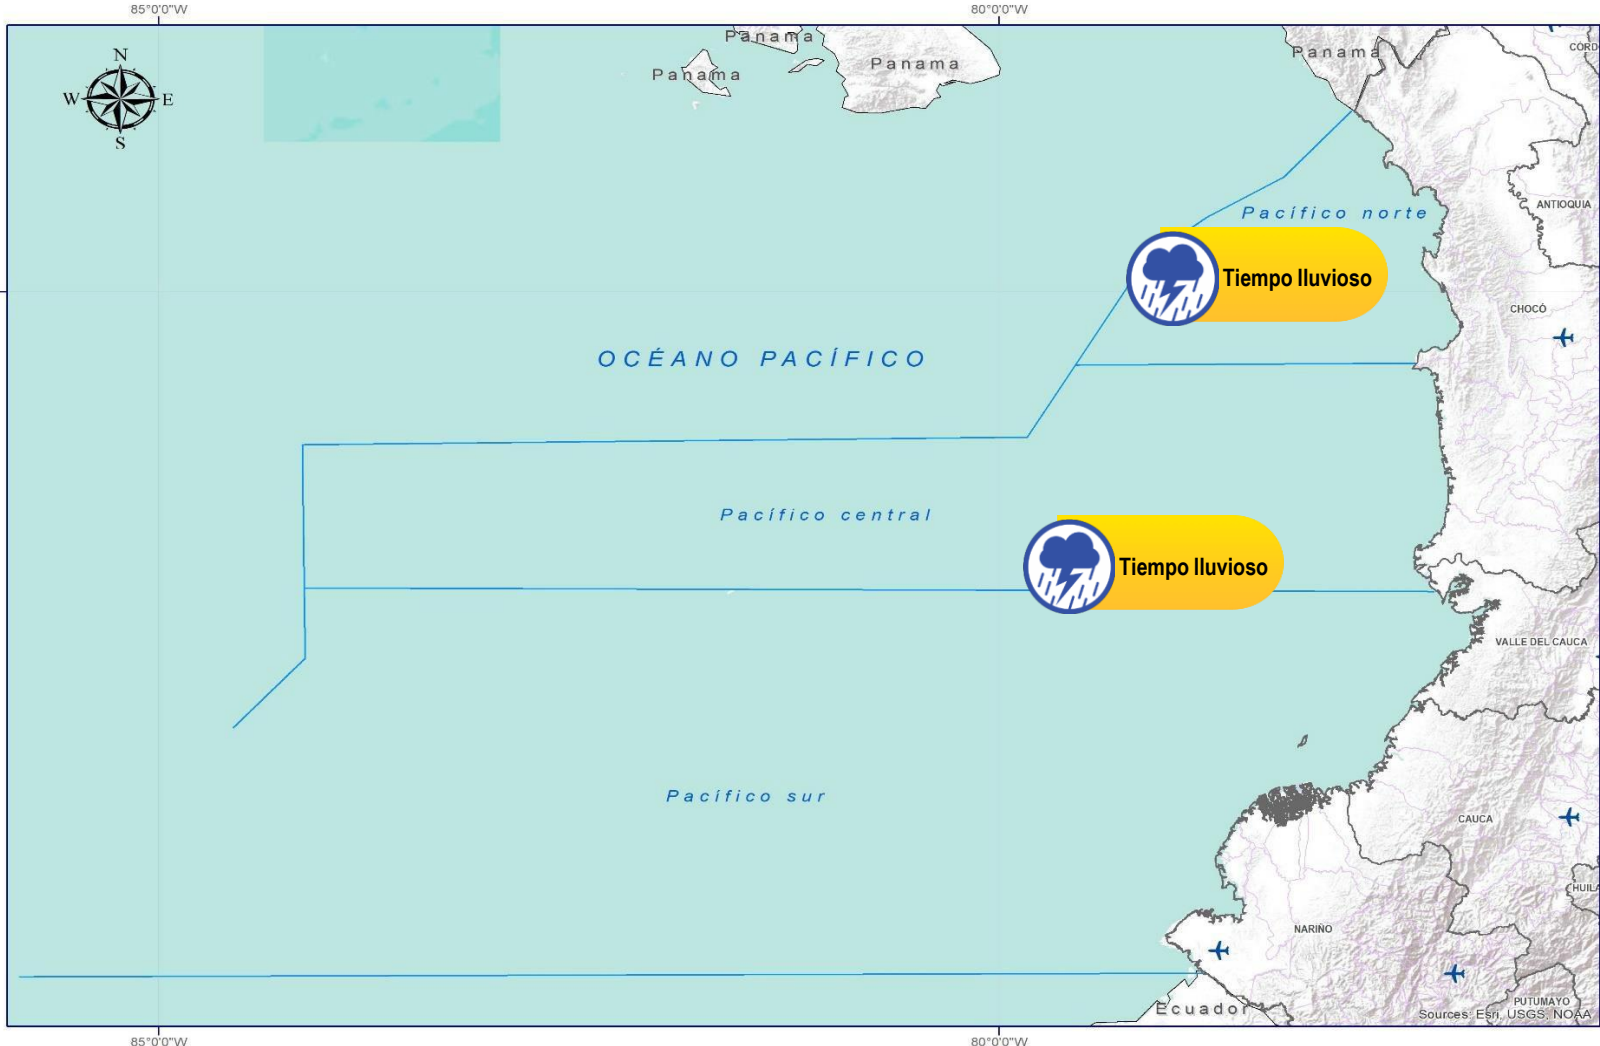 85°0'0"W
80°0'0"W
N
W
E
S
Panama
Panama
Panama
Panama
CORD
ANTIOQUIA
Pacífico norte
Tiempo lluvioso
CHOCÓ
OCÉANO PACÍFICO
Pacífico central
Tiempo lluvioso
VALLE DEL CAUCA
Pacífico sur
CAUCA
HUILA
NARIÑO
PUTUMAYO
Ecuador
Sources: Esri, USGS, NOAA
85°0'0"W
80°0'0"W